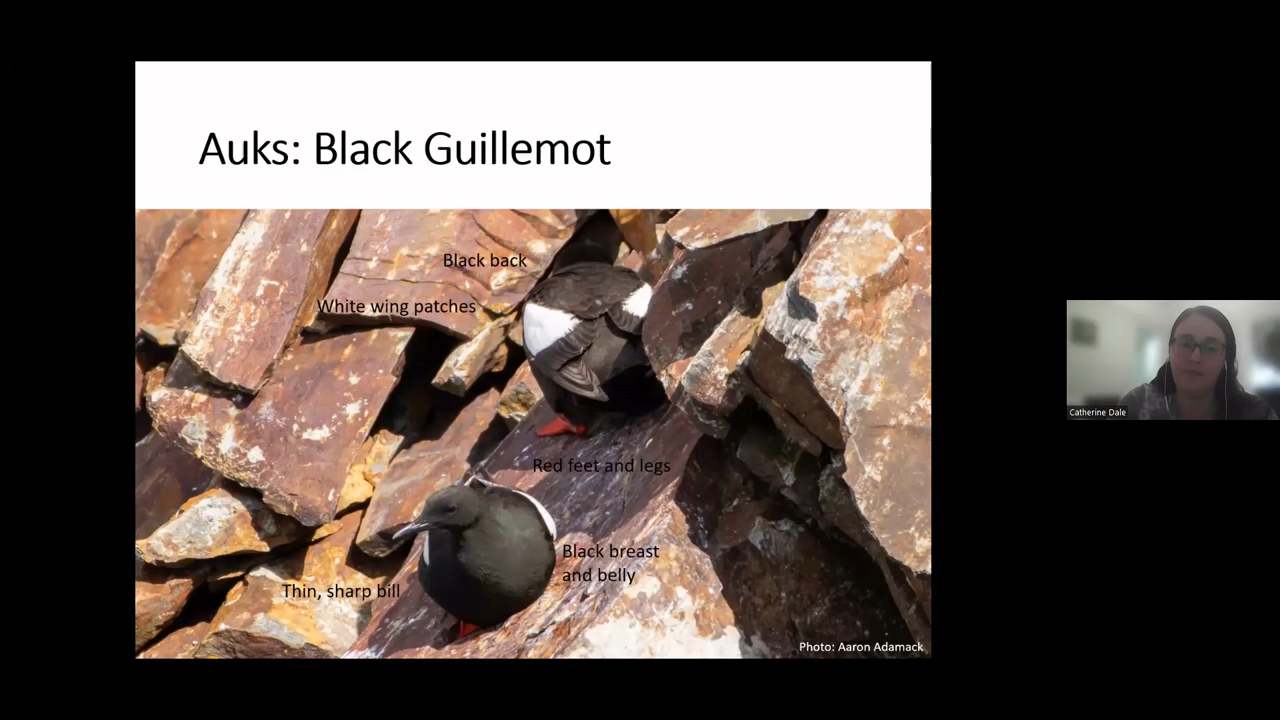 Auks: Black Guillemot
Black back
White wing patches
Red feet and legs
Black breast
and belly
Thin, sharp bill
Photo: Aaron Adamack
Catherine Dale